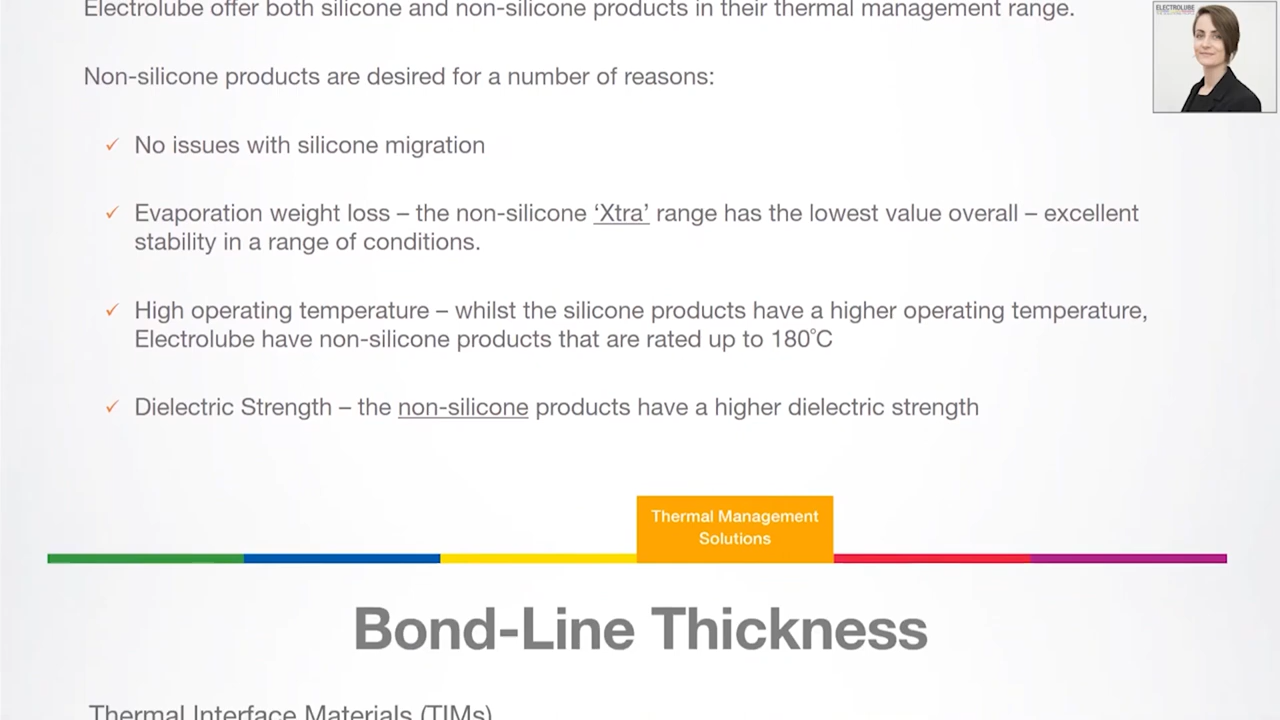 Electrolube offer both silicone and non-silicone products in their thermal management range.
ELECTROLUBE
Non-silicone products are desired for a number of reasons:
✓ No issues with silicone migration
✓ Evaporation weight loss – the non-silicone ‘Xtra’ range has the lowest value overall – excellent
stability in a range of conditions.
✓ High operating temperature – whilst the silicone products have a higher operating temperature,
Electrolube have non-silicone products that are rated up to 180°C
✓ Dielectric Strength – the non-silicone products have a higher dielectric strength
Thermal Management
Solutions
Bond-Line Thickness
Thermal Interface Materials (TIMs)